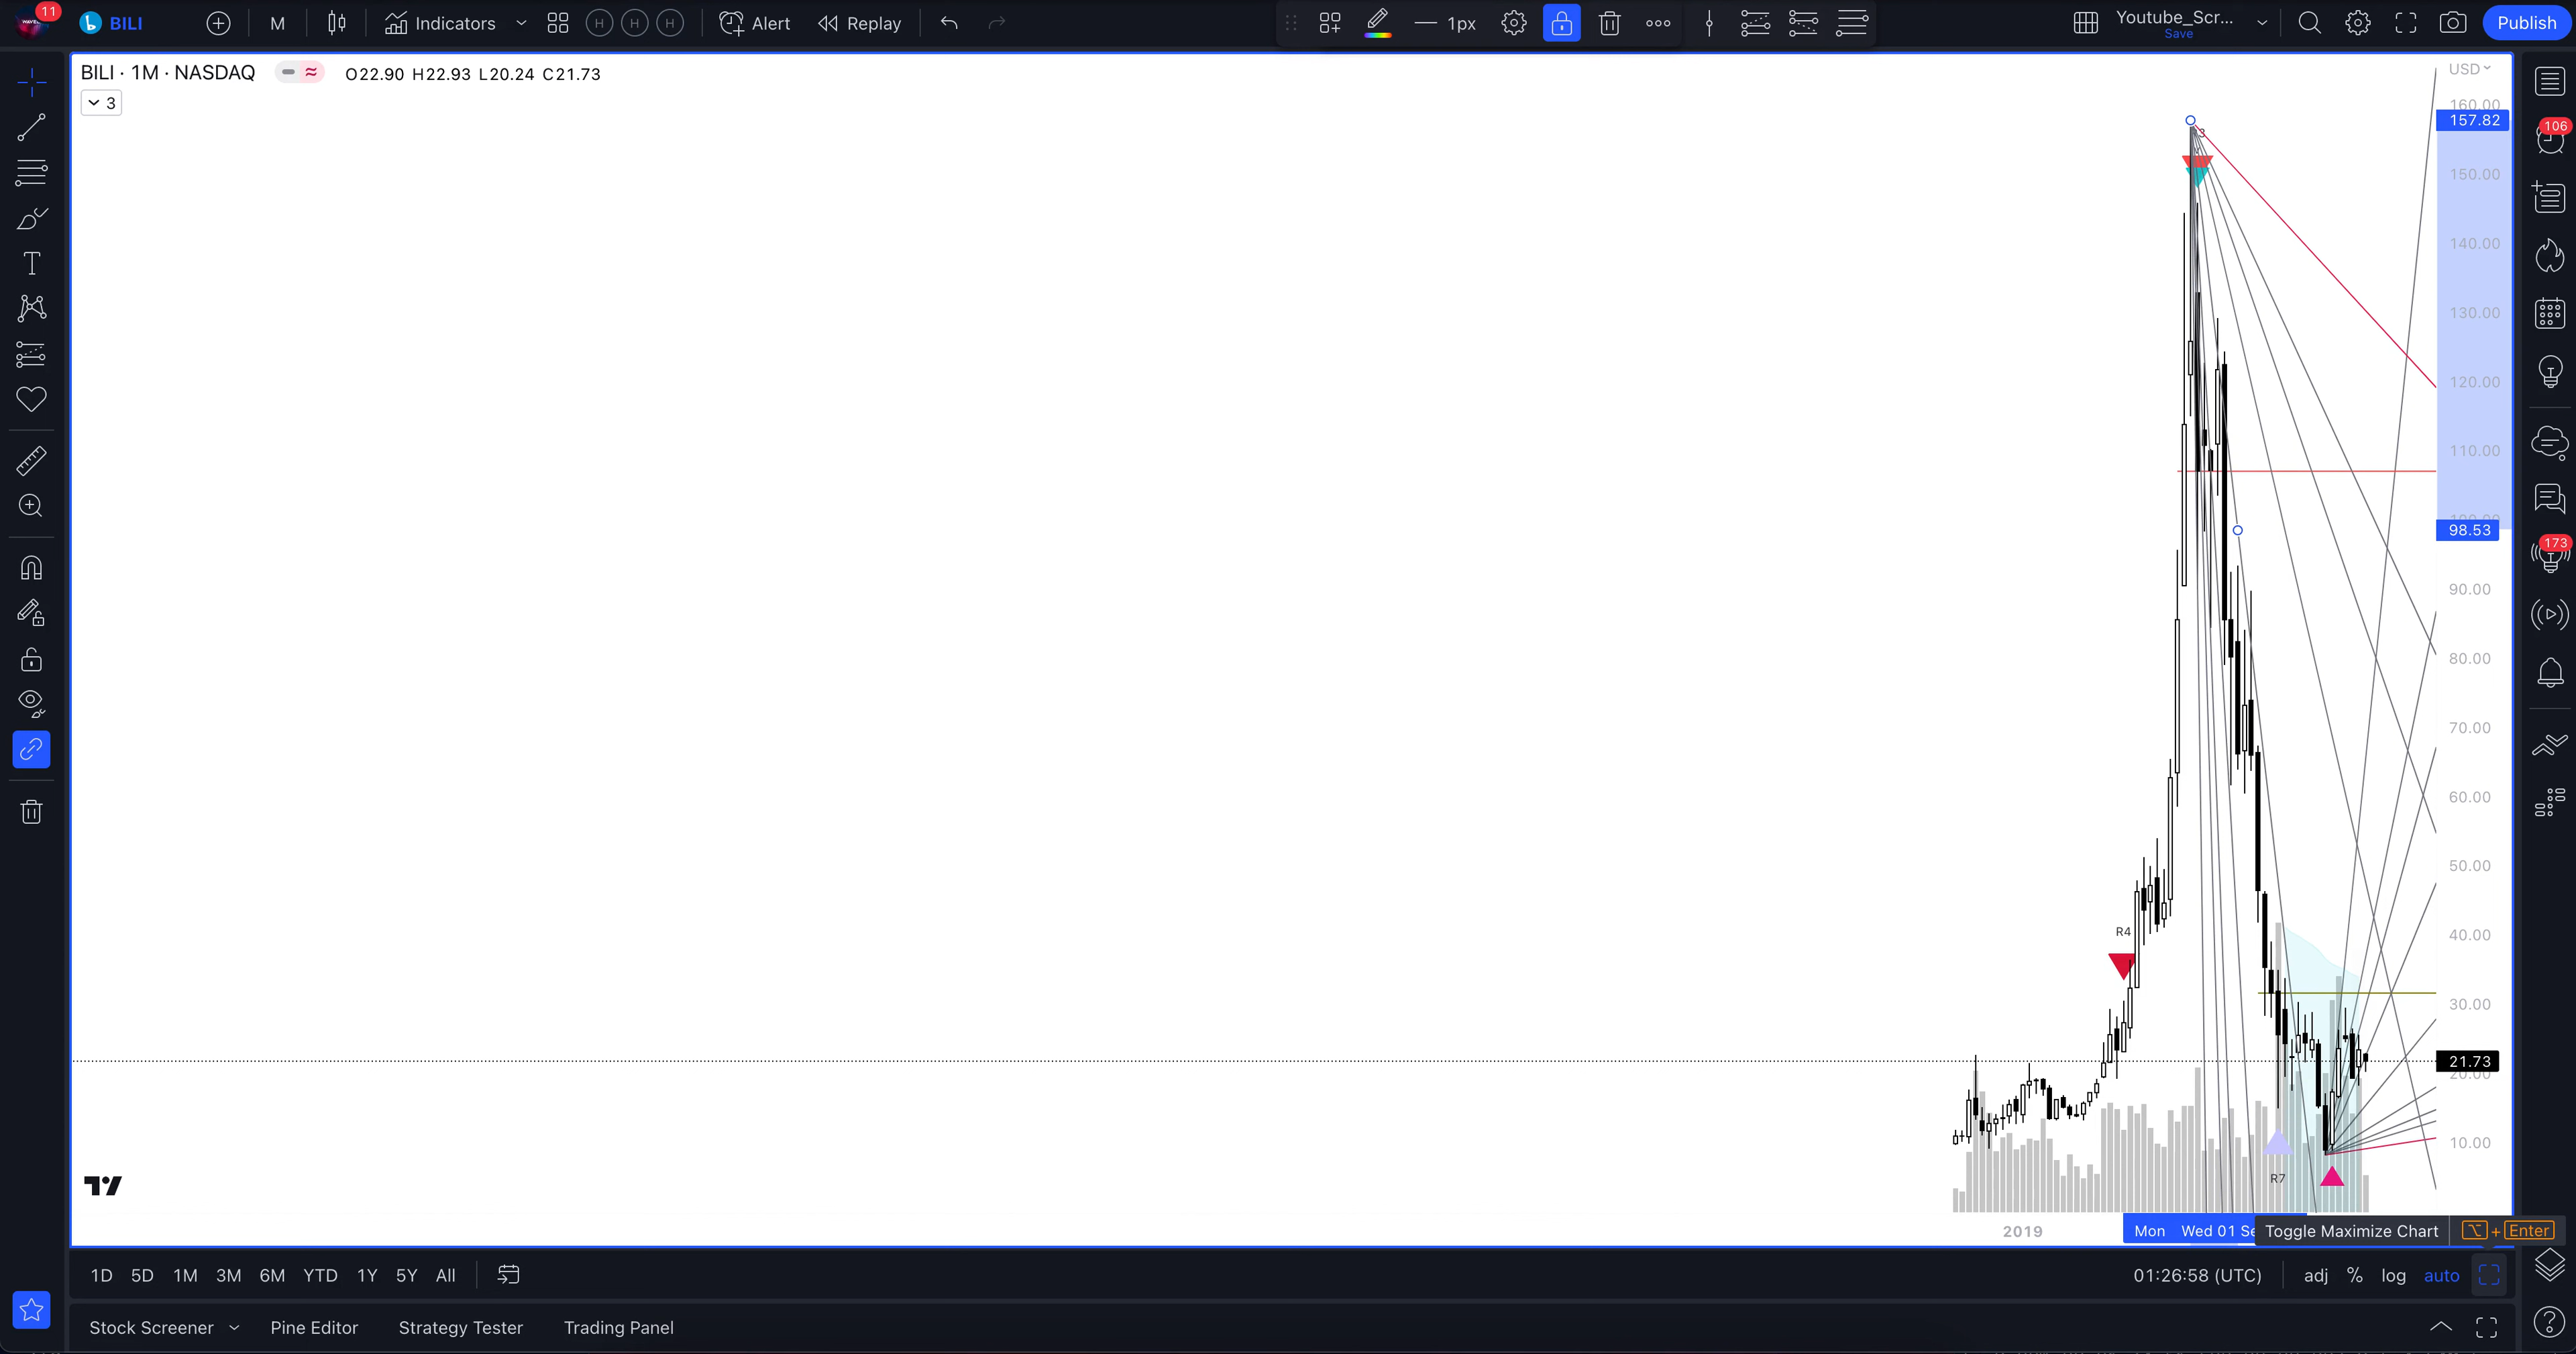 11
BILI M Indicators H H H Alert Replay 1px Youtube_Scr... Save Publish
BILI · 1M · NASDAQ O22.90 H22.93 L20.24 C21.73
3
USD
160.00
157.82
150.00
140.00
130.00
120.00
110.00
98.53
90.00
80.00
70.00
60.00
50.00
40.00
30.00
21.73
20.00
10.00
106
173
R4
R7
2019 Mon Wed 01 Se Toggle Maximize Chart + Enter
1D 5D 1M 3M 6M YTD 1Y 5Y All 01:26:58 (UTC) adj % log auto
Stock Screener Pine Editor Strategy Tester Trading Panel